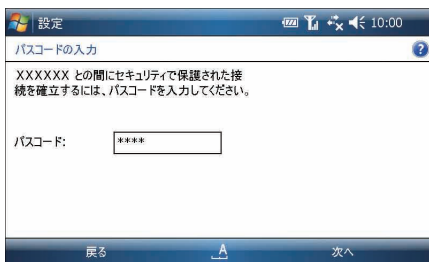 設定 10:00
パスコードの入力
XXXXXX との間にセキュリティで保護された接
続を確立するには、パスコードを入力してください。
パスコード: ****
戻る A 次へ